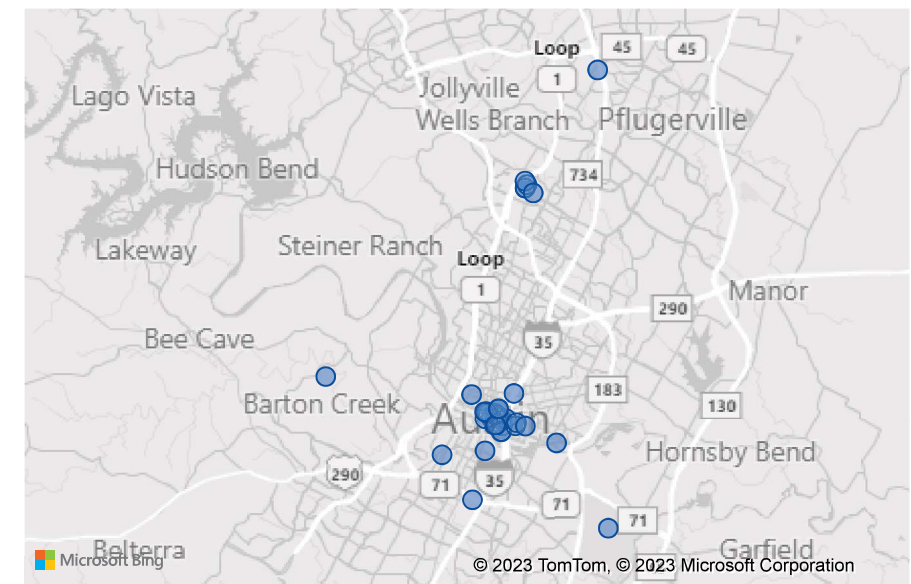 Loop
45
45
1
Lago Vista
Jollyville
Wells Branch
Pflugerville
Hudson Bend
734
Lakeway
Steiner Ranch
Loop
1
Manor
290
Bee Cave
35
183
Barton Creek
130
Austin
Hornsby Bend
290
71
35
71
71
Belterra
Garfield
Microsoft Bing
© 2023 TomTom, © 2023 Microsoft Corporation